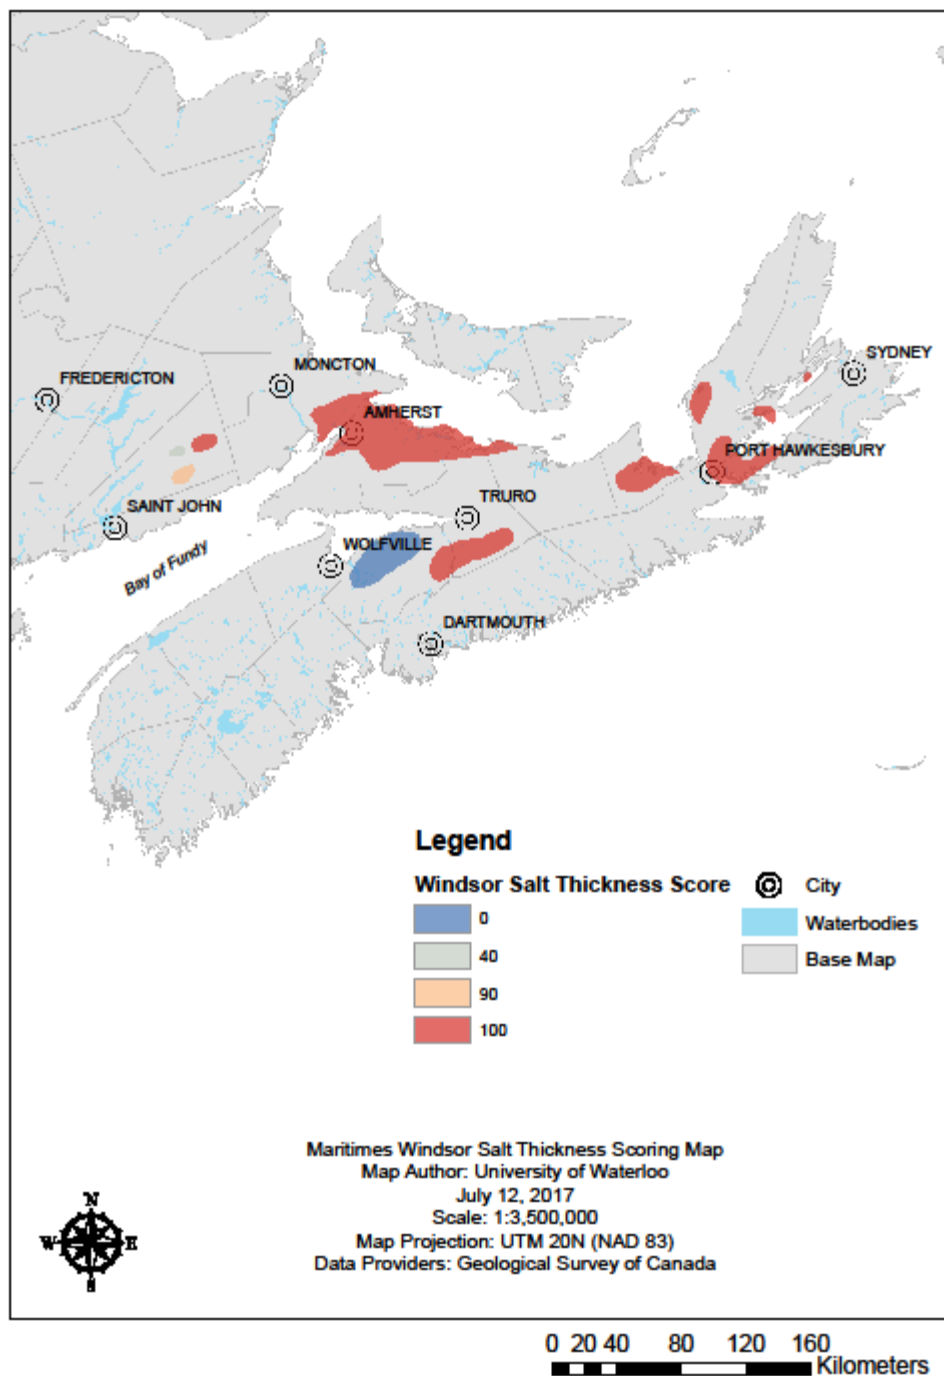 SYDNEY
MONCTON
FREDERICTON
AMHERST
PORT HAWKESBURY
TRURO
SAINT JOHN
WOLFVILLE
Bay of Fundy
DARTMOUTH
Legend
Windsor Salt Thickness Score
City
0
Waterbodies
40
Base Map
90
100
Maritimes Windsor Salt Thickness Scoring Map
Map Author: University of Waterloo
July 12, 2017
Scale: 1:3,500,000
Map Projection: UTM 20N (NAD 83)
Data Providers: Geological Survey of Canada
N
W E
S
0 20 40 80 120 160
Kilometers